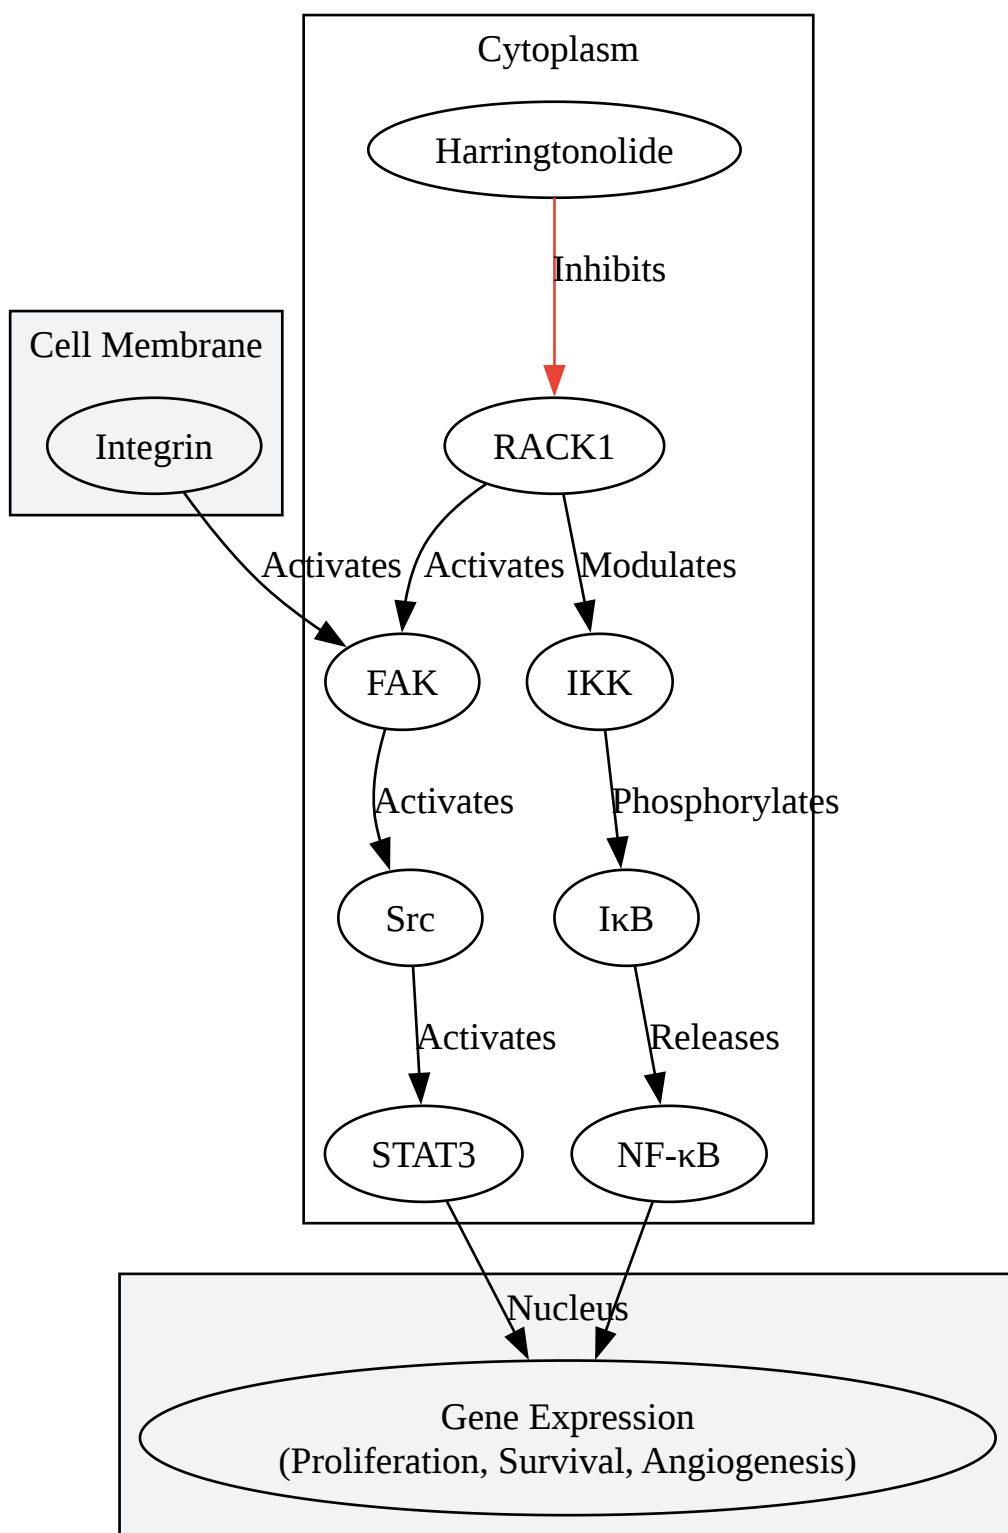 Cytoplasm
Harringtonolide
Inhibits
Cell Membrane
Integrin
RACK1
Activates
Activates
Modulates
FAK
IKK
Activates
Phosphorylates
Src
IκB
Activates
Releases
STAT3
NF-κB
Nucleus
Gene Expression
(Proliferation, Survival, Angiogenesis)